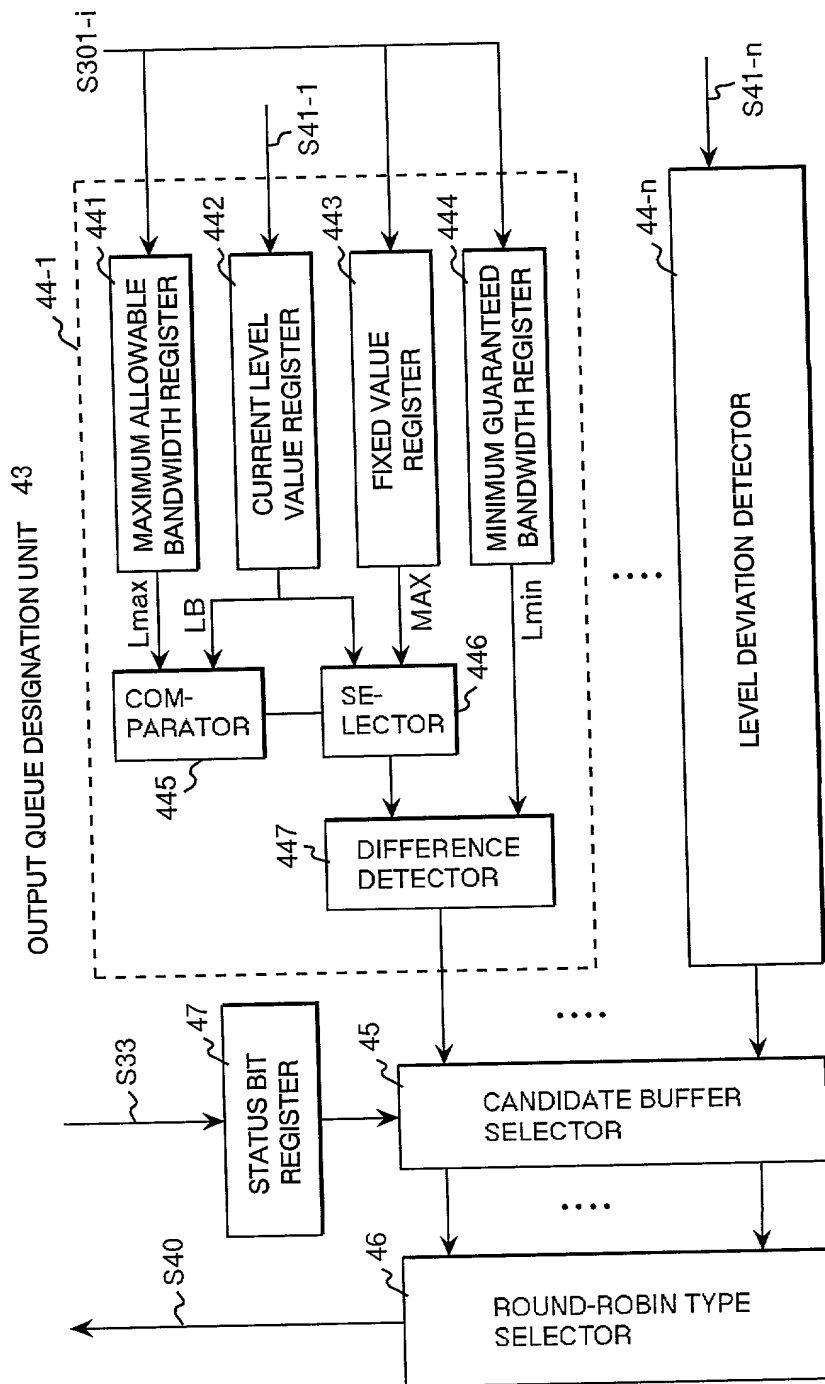 OUTPUT QUEUE DESIGNATION UNIT 43
S301-i
44-1
441
MAXIMUM ALLOWABLE
BANDWIDTH REGISTER
Lmax
S41-1
442
CURRENT LEVEL
VALUE REGISTER
LB
443
FIXED VALUE
REGISTER
MAX
444
MINIMUM GUARANTEED
BANDWIDTH REGISTER
Lmin
COM-
PARATOR
445
SE-
LECTOR
446
447
DIFFERENCE
DETECTOR
S41-n
44-n
LEVEL DEVIATION DETECTOR
S33
47
STATUS BIT
REGISTER
45
CANDIDATE BUFFER
SELECTOR
S40
46
ROUND-ROBIN TYPE
SELECTOR